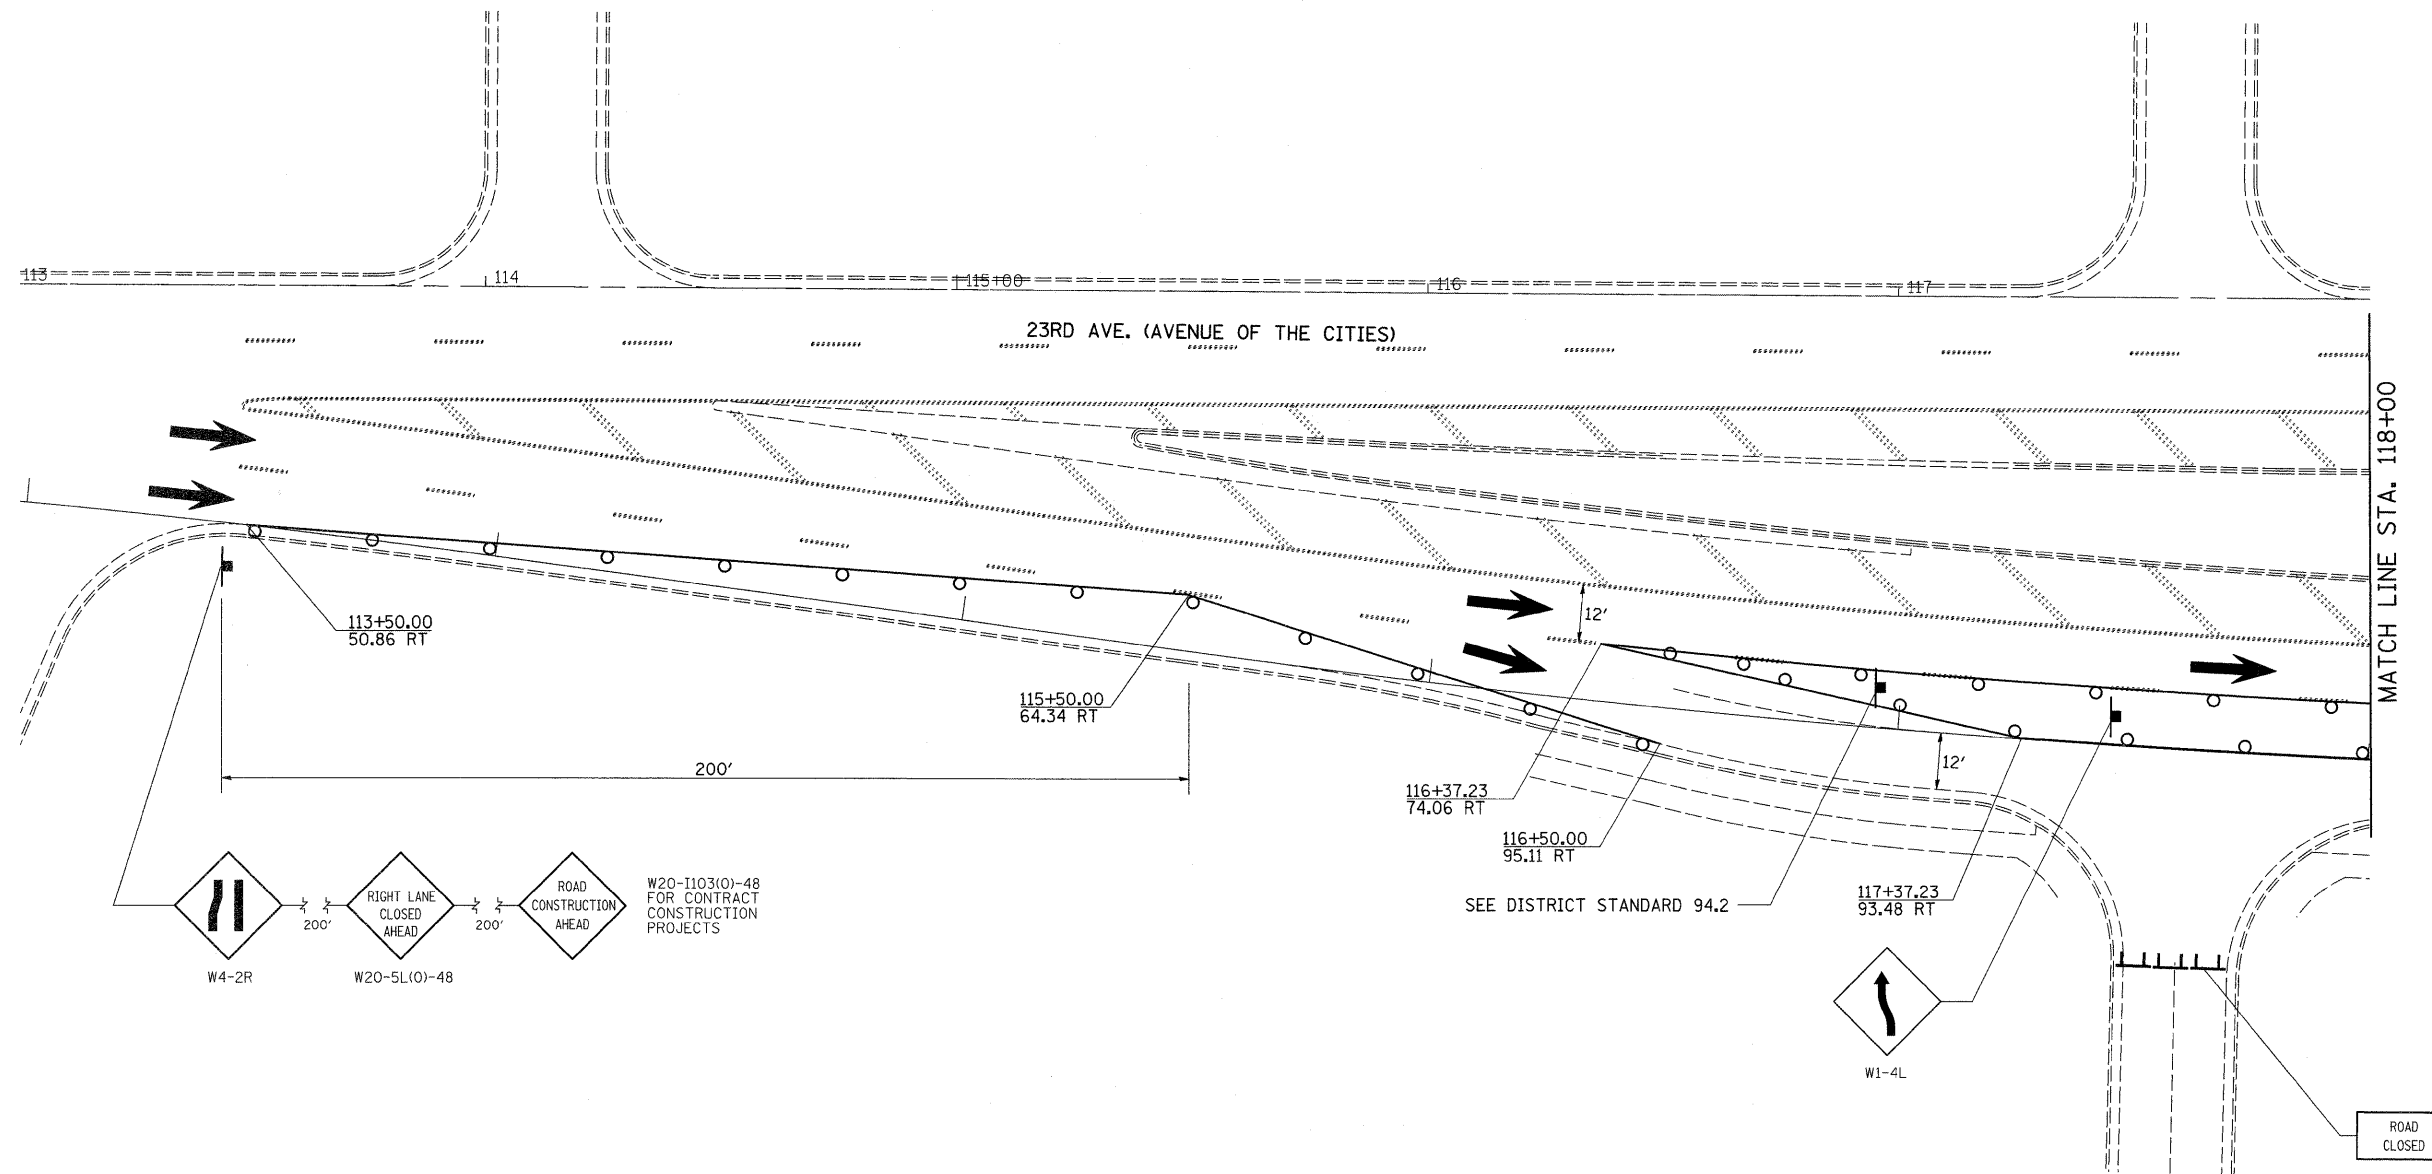 113
114
115+00
116
117
23RD AVE. (AVENUE OF THE CITIES)
MATCH LINE STA. 118+00
12'
113+50.00
50.86 RT
115+50.00
64.34 RT
200'
12'
116+37.23
74.06 RT
116+50.00
95.11 RT
SEE DISTRICT STANDARD 94.2
117+37.23
93.48 RT
200'
RIGHT LANE
CLOSED
AHEAD
200'
ROAD
CONSTRUCTION
AHEAD
W20-I103(O)-48
FOR CONTRACT
CONSTRUCTION
PROJECTS
W4-2R
W20-5L(O)-48
W1-4L
ROAD
CLOSED